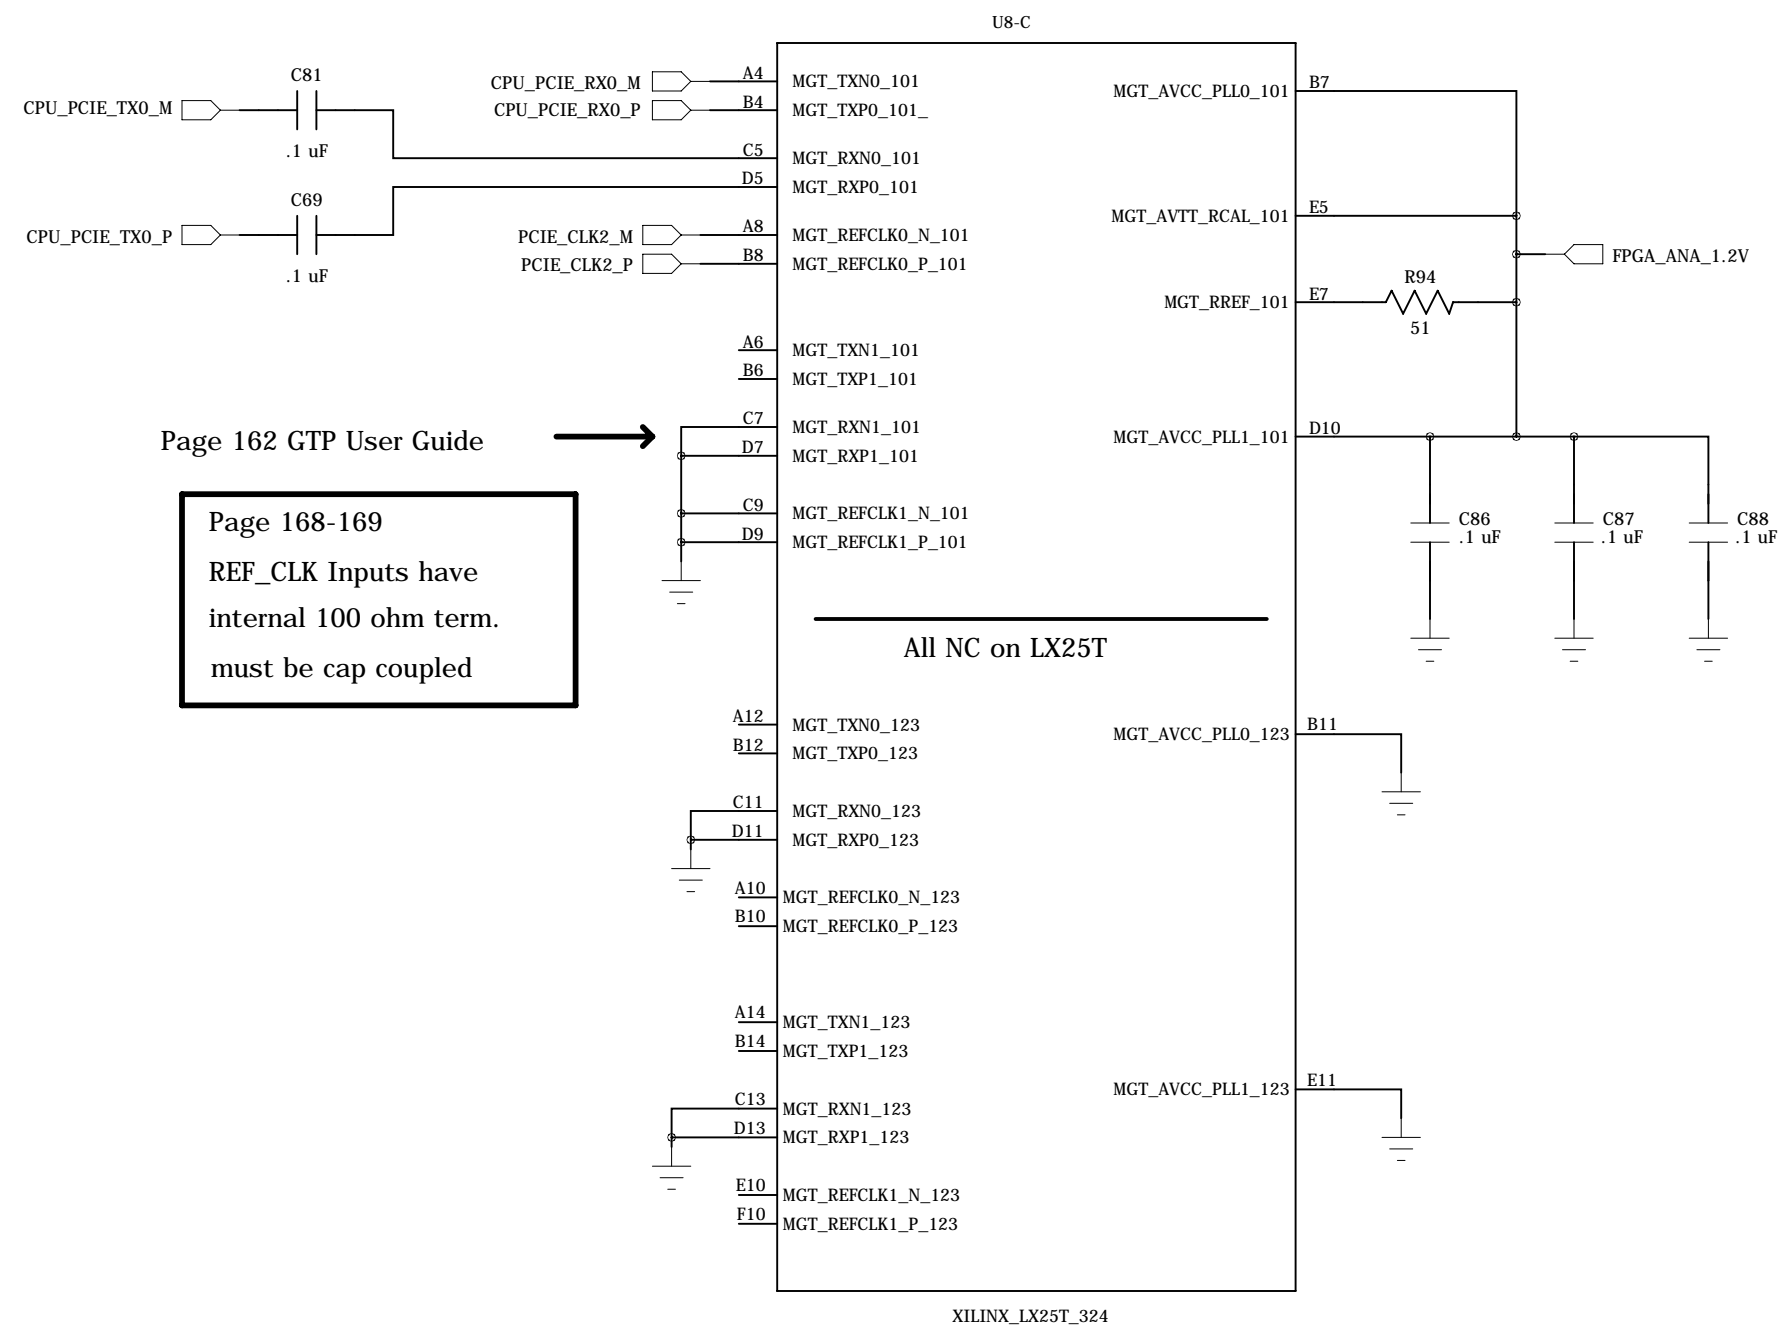 U8-C
C81
CPU_PCIE_TX0_M
.1 uF
C69
CPU_PCIE_TX0_P
.1 uF
CPU_PCIE_RX0_M
A4
MGT_TXN0_101
CPU_PCIE_RX0_P
B4
MGT_TXP0_101_
C5
MGT_RXN0_101
D5
MGT_RXP0_101
PCIE_CLK2_M
A8
MGT_REFCLK0_N_101
PCIE_CLK2_P
B8
MGT_REFCLK0_P_101
A6
MGT_TXN1_101
B6
MGT_TXP1_101
C7
MGT_RXN1_101
D7
MGT_RXP1_101
C9
MGT_REFCLK1_N_101
D9
MGT_REFCLK1_P_101
MGT_AVCC_PLL0_101
B7
MGT_AVTT_RCAL_101
E5
FPGA_ANA_1.2V
MGT_RREF_101
E7
R94
51
MGT_AVCC_PLL1_101
D10
C86
.1 uF
C87
.1 uF
C88
.1 uF
Page 162 GTP User Guide
Page 168-169
REF_CLK Inputs have
internal 100 ohm term.
must be cap coupled
All NC on LX25T
A12
MGT_TXN0_123
B12
MGT_TXP0_123
C11
MGT_RXN0_123
D11
MGT_RXP0_123
A10
MGT_REFCLK0_N_123
B10
MGT_REFCLK0_P_123
A14
MGT_TXN1_123
B14
MGT_TXP1_123
C13
MGT_RXN1_123
D13
MGT_RXP1_123
E10
MGT_REFCLK1_N_123
F10
MGT_REFCLK1_P_123
MGT_AVCC_PLL0_123
B11
MGT_AVCC_PLL1_123
E11
XILINX_LX25T_324